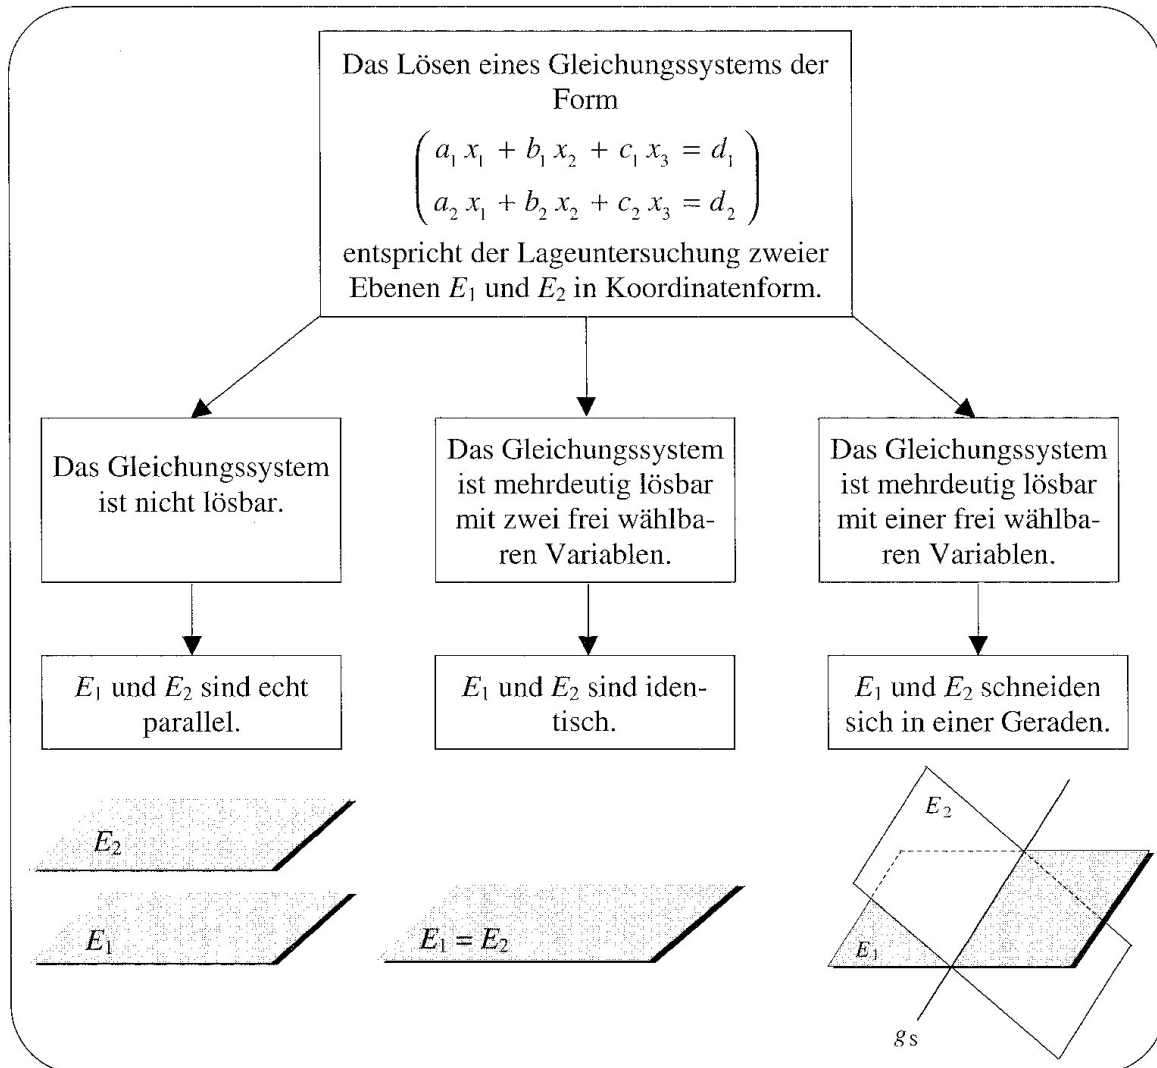 Das Lösen eines Gleichungssystems der
Form
a₁ x₁ + b₁ x₂ + c₁ x₃ = d₁
a₂ x₁ + b₂ x₂ + c₂ x₃ = d₂
entspricht der Lageuntersuchung zweier
Ebenen E₁ und E₂ in Koordinatenform.
Das Gleichungssystem
ist nicht lösbar.
Das Gleichungssystem
ist mehrdeutig lösbar
mit zwei frei wählba-
ren Variablen.
Das Gleichungssystem
ist mehrdeutig lösbar
mit einer frei wählba-
ren Variablen.
E₁ und E₂ sind echt
parallel.
E₁ und E₂ sind iden-
tisch.
E₁ und E₂ schneiden
sich in einer Geraden.
E₂
E₁
E₁ = E₂
E₂
E₁
gs